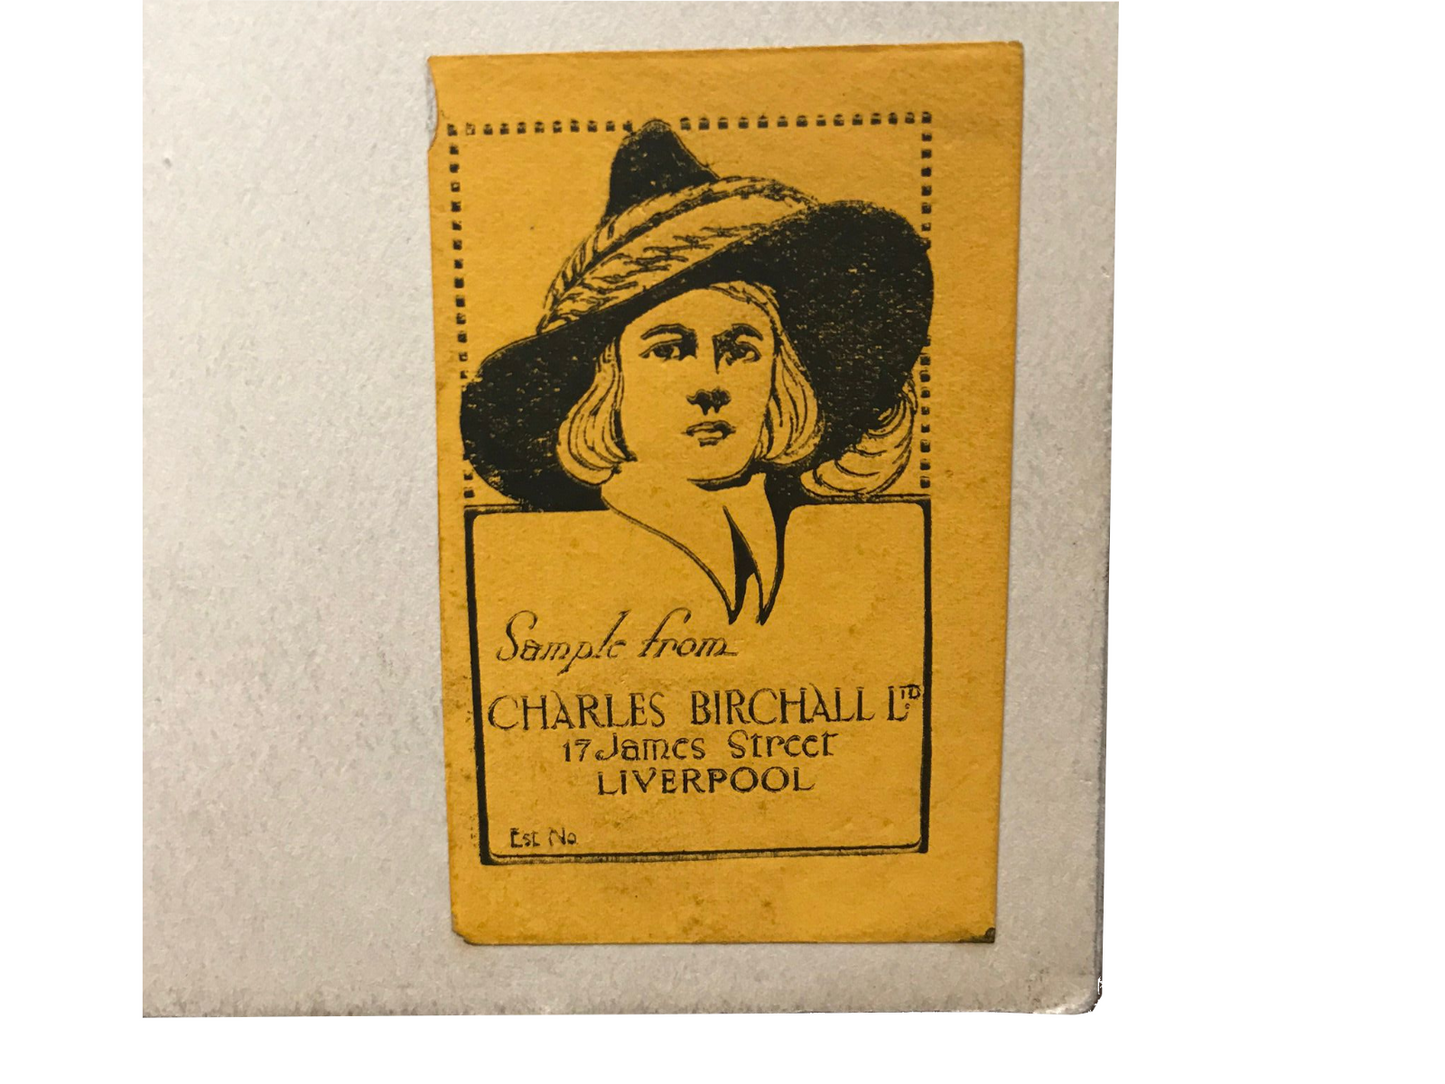 Sample from
CHARLES BIRCHALL LTD.
17 James Street
LIVERPOOL
Est No